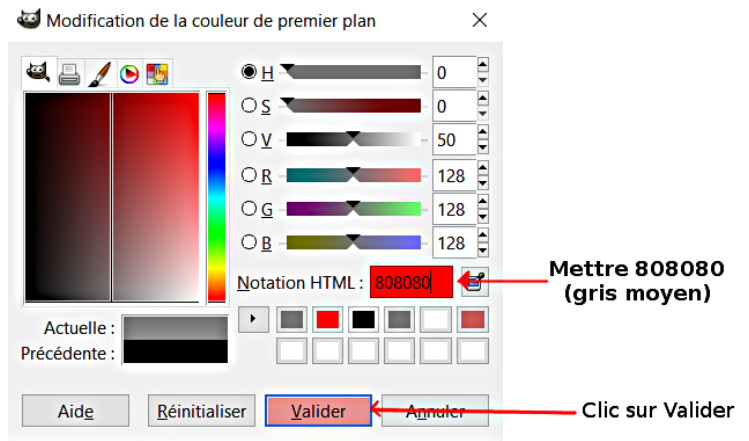 Modification de la couleur de premier plan
H 0
S 0
V 50
R 128
G 128
B 128
Notation HTML : 808080
Mettre 808080
(gris moyen)
Actuelle :
Précédente :
Aide Réinitialiser Valider Annuler
Clic sur Valider